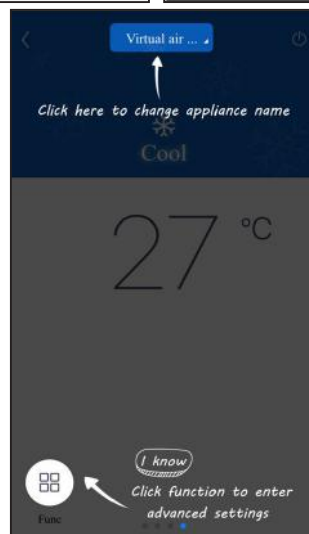 Virtual air ...
Click here to change appliance name
Cool
27 °C
I know
Click function to enter
advanced settings
Func